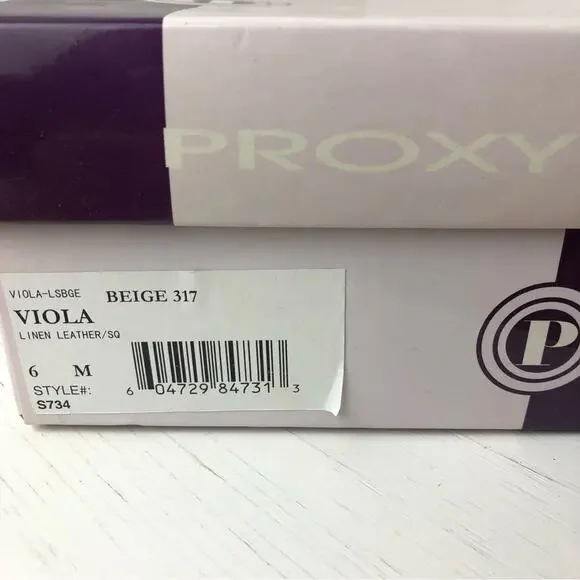 PROXY
VIOLA-LSBGE BEIGE 317
VIOLA
LINEN LEATHER/SQ
6 M
STYLE#:
S734
6 04729 84731 3
P